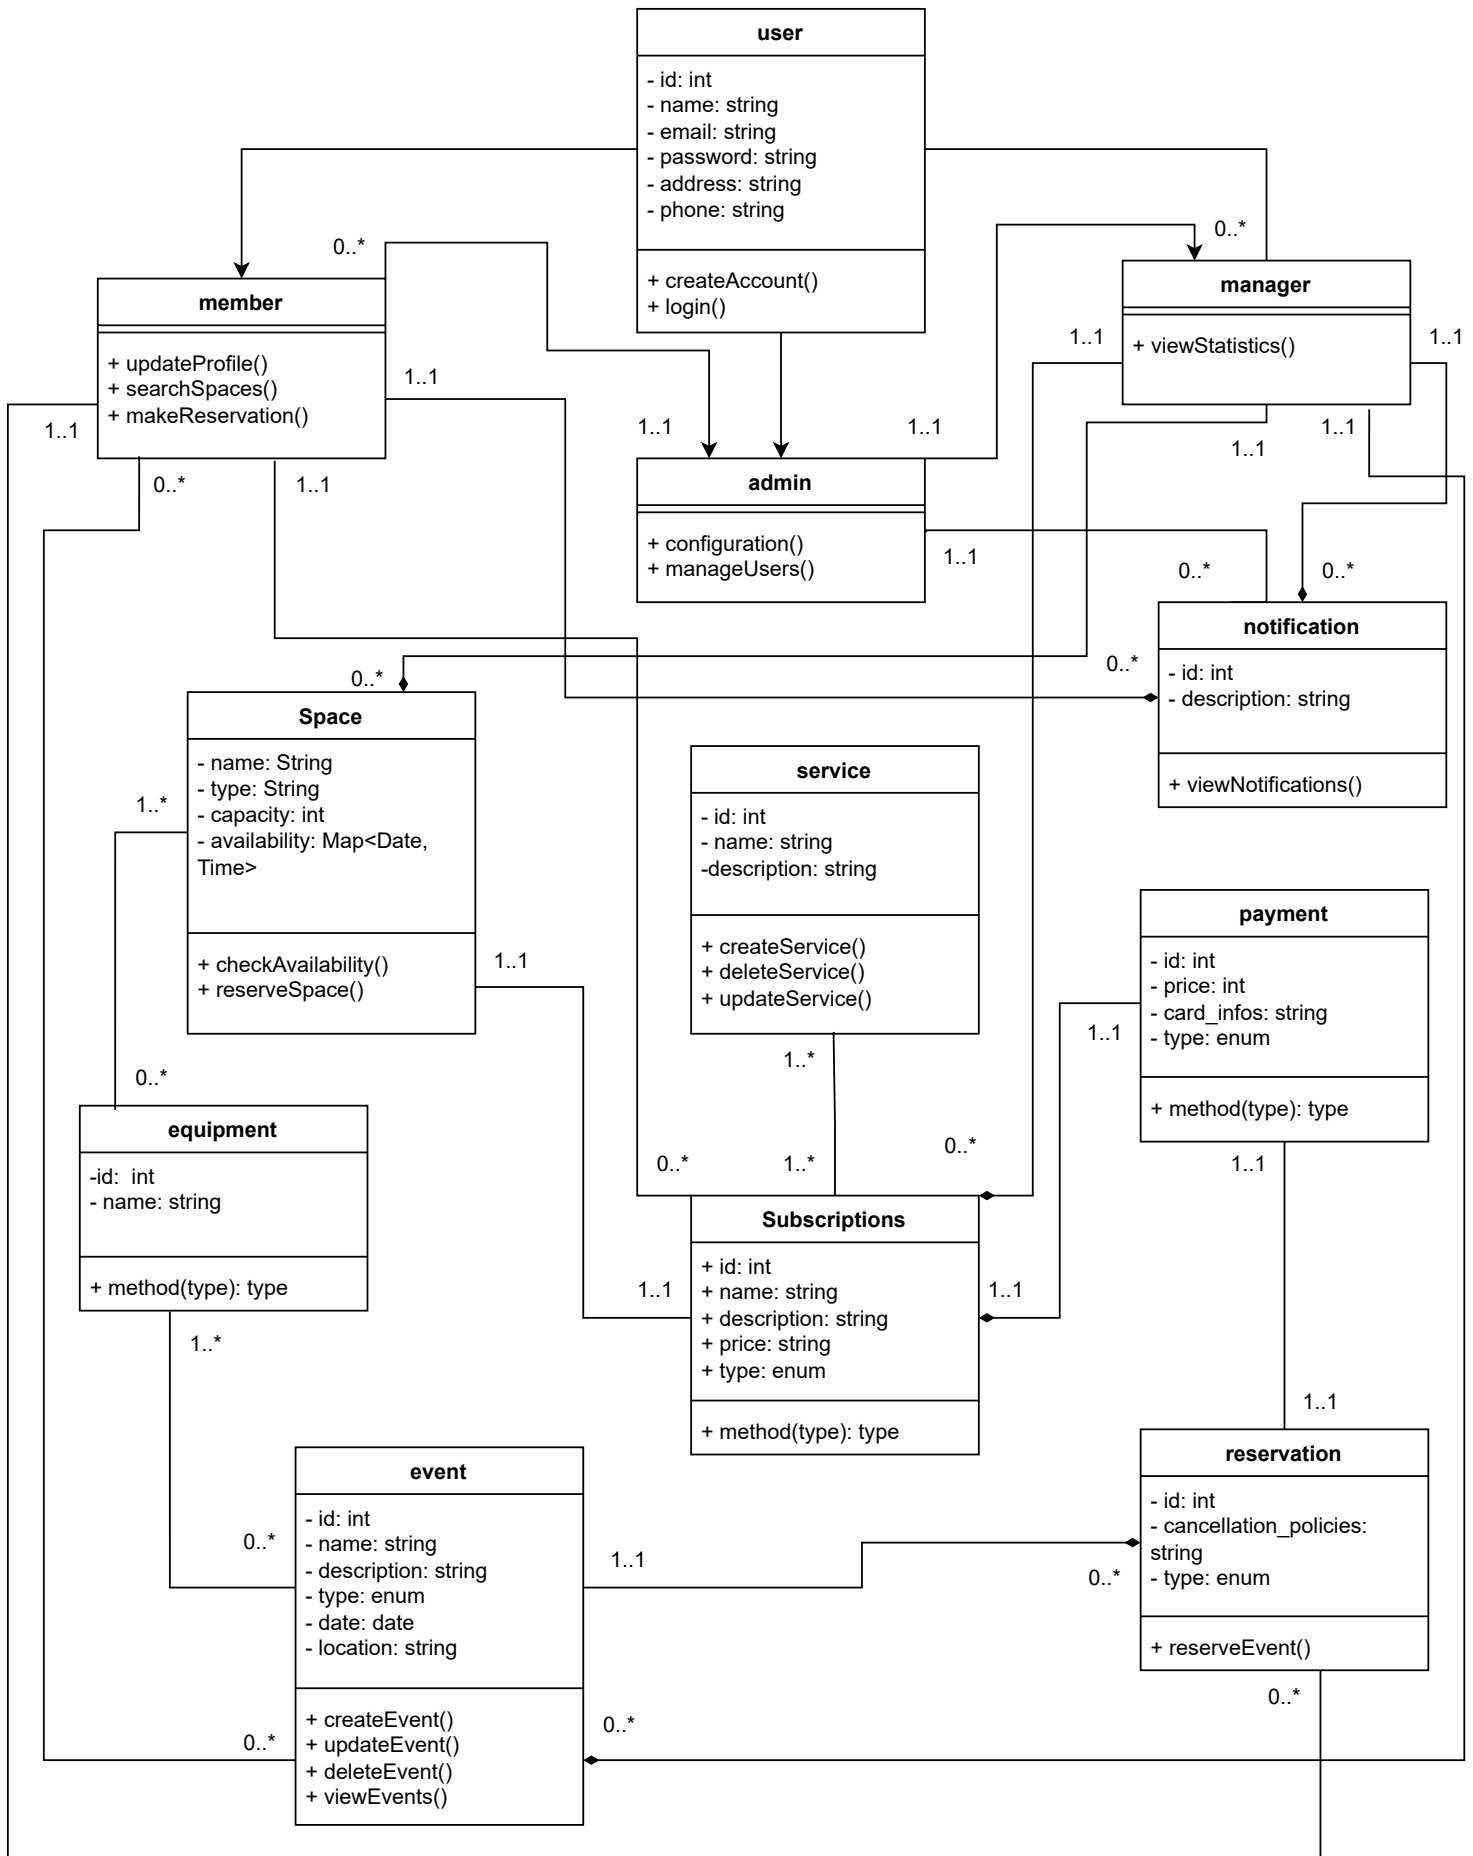 user
- id: int
- name: string
- email: string
- password: string
- address: string
- phone: string
+ createAccount()
+ login()
0..*
0..*
member
+ updateProfile()
+ searchSpaces()
+ makeReservation()
manager
+ viewStatistics()
1..1
1..1
1..1
1..1
1..1
1..1
1..1
1..1
0..*
1..1
admin
+ configuration()
+ manageUsers()
1..1
0..*
0..*
notification
- id: int
- description: string
+ viewNotifications()
0..*
0..*
Space
- name: String
- type: String
- capacity: int
- availability: Map<Date,
Time>
+ checkAvailability()
+ reserveSpace()
1..*
1..1
service
- id: int
- name: string
-description: string
+ createService()
+ deleteService()
+ updateService()
1..*
payment
- id: int
- price: int
- card_infos: string
- type: enum
+ method(type): type
1..1
1..1
0..*
equipment
-id:  int
- name: string
+ method(type): type
1..*
0..*
1..*
0..*
Subscriptions
+ id: int
+ name: string
+ description: string
+ price: string
+ type: enum
+ method(type): type
1..1
1..1
1..1
reservation
- id: int
- cancellation_policies:
string
- type: enum
+ reserveEvent()
event
- id: int
- name: string
- description: string
- type: enum
- date: date
- location: string
+ createEvent()
+ updateEvent()
+ deleteEvent()
+ viewEvents()
0..*
1..1
0..*
0..*
0..*
0..*